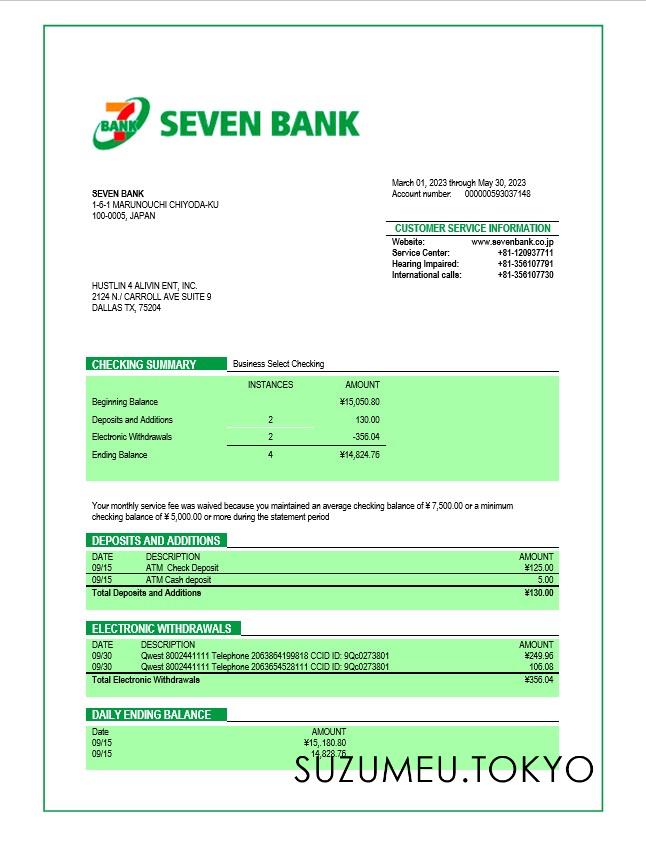 7
BANK
SEVEN BANK
March 01, 2023 through May 30, 2023
Account number: 000000593037148
SEVEN BANK
1-6-1 MARUNOUCHI CHIYODA-KU
100-0005, JAPAN
CUSTOMER SERVICE INFORMATION
Website: www.sevenbank.co.jp
Service Center: +81-120937711
Hearing Impaired: +81-356107791
International calls: +81-356107730
HUSTLIN 4 ALIVIN ENT, INC.
2124 N./ CARROLL AVE SUITE 9
DALLAS TX, 75204
CHECKING SUMMARY Business Select Checking
INSTANCES AMOUNT
Beginning Balance ¥15,050.80
Deposits and Additions 2 130.00
Electronic Withdrawals 2 -356.04
Ending Balance 4 ¥14,824.76
Your monthly service fee was waived because you maintained an average checking balance of ¥ 7,500.00 or a minimum
checking balance of ¥ 5,000.00 or more during the statement period
DEPOSITS AND ADDITIONS
DATE DESCRIPTION AMOUNT
09/15 ATM Check Deposit ¥125.00
09/15 ATM Cash deposit 5.00
Total Deposits and Additions ¥130.00
ELECTRONIC WITHDRAWALS
DATE DESCRIPTION AMOUNT
09/30 Qwest 8002441111 Telephone 2063864199818 CCID ID: 9Qc0273801 ¥249.96
09/30 Qwest 8002441111 Telephone 2063654528111 CCID ID: 9Qc0273801 106.08
Total Electronic Withdrawals ¥356.04
DAILY ENDING BALANCE
Date AMOUNT
09/15 ¥15,.180.80
09/15 14,828.76
SUZUMEU.TOKYO